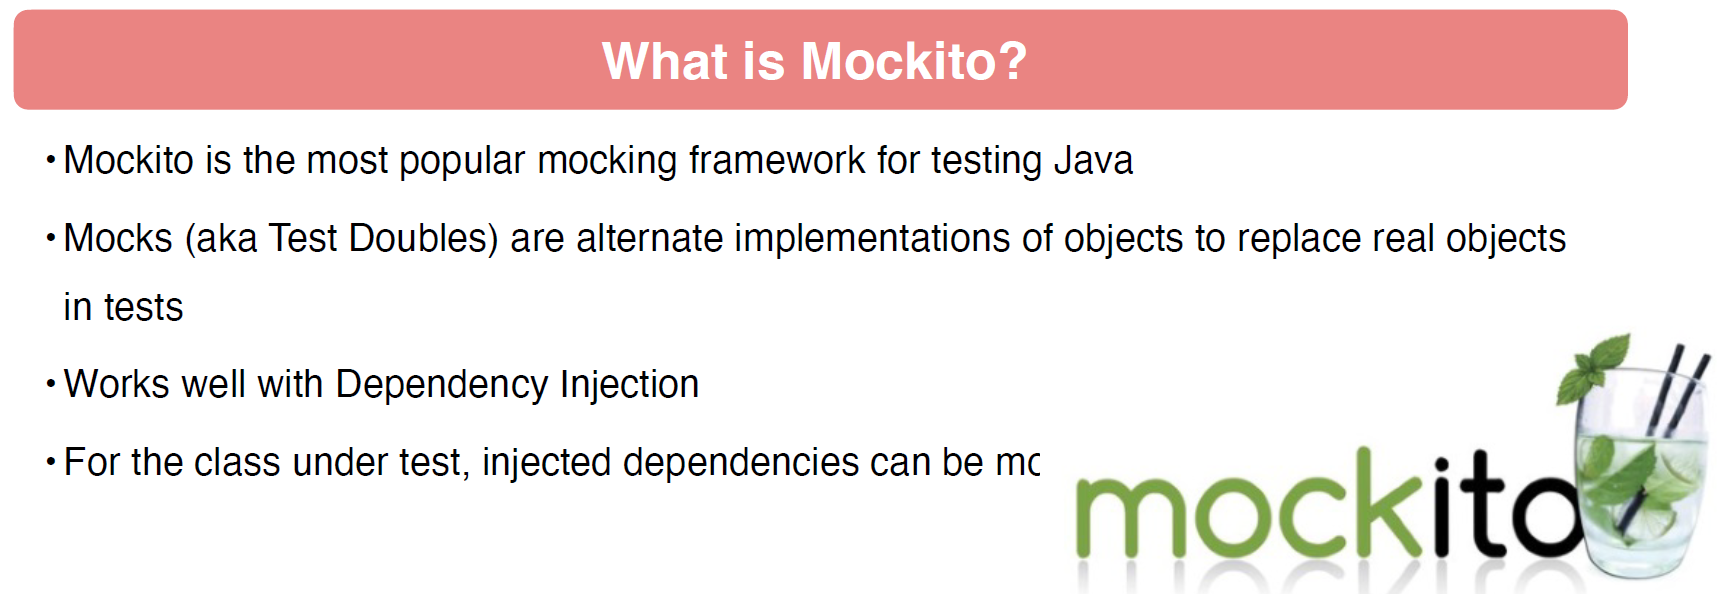 What is Mockito?
• Mockito is the most popular mocking framework for testing Java
• Mocks (aka Test Doubles) are alternate implementations of objects to replace real objects
in tests
• Works well with Dependency Injection
• For the class under test, injected dependencies can be
mockito